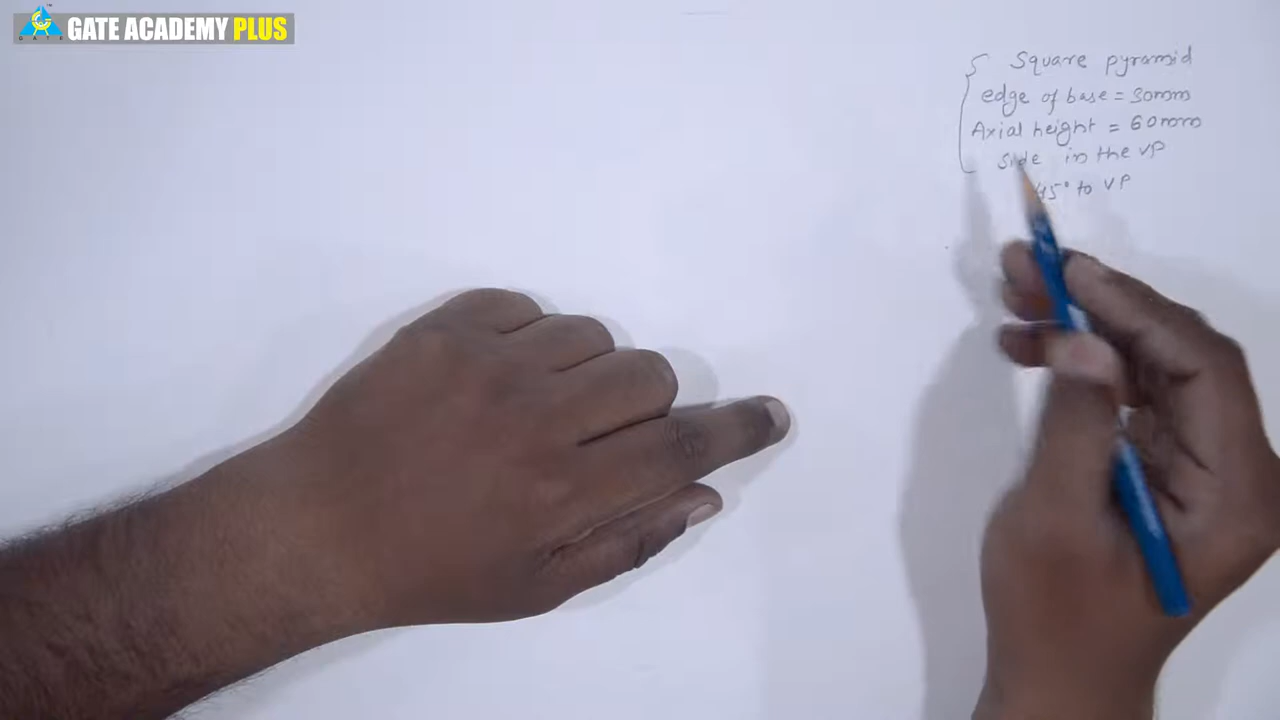 GATE ACADEMY PLUS
GATE
Square pyramid
edge of base = 30mm
Axial height = 60mm
side in the VP
45° to VP